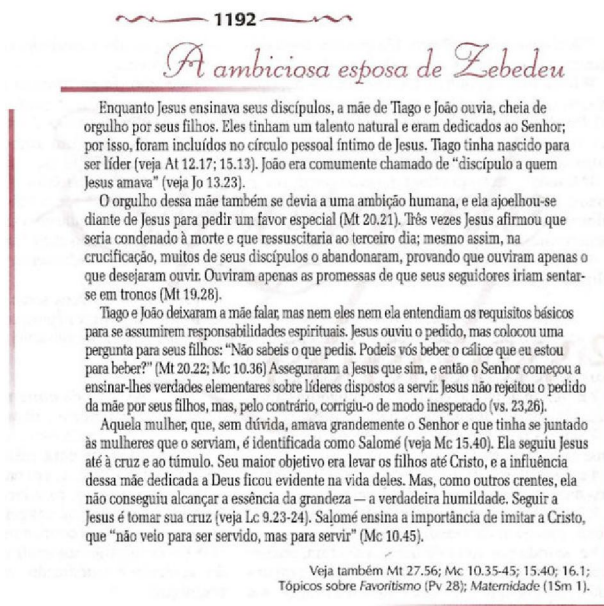 1192
A ambiciosa esposa de Zebedeu
Enquanto Jesus ensinava seus discípulos, a mãe de Tiago e João ouvia, cheia de
orgulho por seus filhos. Eles tinham um talento natural e eram dedicados ao Senhor;
por isso, foram incluídos no círculo pessoal íntimo de Jesus. Tiago tinha nascido para
ser líder (veja At 12.17; 15.13). João era comumente chamado de “discípulo a quem
Jesus amava” (veja Jo 13.23).
O orgulho dessa mãe também se devia a uma ambição humana, e ela ajoelhou-se
diante de Jesus para pedir um favor especial (Mt 20.21). Três vezes Jesus afirmou que
seria condenado à morte e que ressuscitaria ao terceiro dia; mesmo assim, na
crucificação, muitos de seus discípulos o abandonaram, provando que ouviram apenas o
que desejaram ouvir. Ouviram apenas as promessas de que seus seguidores iriam sentar-
se em tronos (Mt 19.28).
Tiago e João deixaram a mãe falar, mas nem eles nem ela entendiam os requisitos básicos
para se assumirem responsabilidades espirituais. Jesus ouviu o pedido, mas colocou uma
pergunta para seus filhos: “Não sabeis o que pedis. Podeis vós beber o cálice que eu estou
para beber?” (Mt 20.22; Mc 10.36) Asseguraram a Jesus que sim, e então o Senhor começou a
ensinar-lhes verdades elementares sobre líderes dispostos a servir. Jesus não rejeitou o pedido
da mãe por seus filhos, mas, pelo contrário, corrigiu-o de modo inesperado (vs. 23,26).
Aquela mulher, que, sem dúvida, amava grandemente o Senhor e que tinha se juntado
às mulheres que o serviam, é identificada como Salomé (veja Mc 15.40). Ela seguiu Jesus
até à cruz e ao túmulo. Seu maior objetivo era levar os filhos até Cristo, e a influência
dessa mãe dedicada a Deus ficou evidente na vida deles. Mas, como outros crentes, ela
não conseguiu alcançar a essência da grandeza — a verdadeira humildade. Seguir a
Jesus é tomar sua cruz (veja Lc 9.23-24). Salomé ensina a importância de imitar a Cristo,
que “não veio para ser servido, mas para servir” (Mc 10.45).
Veja também Mt 27.56; Mc 10.35-45; 15.40; 16.1;
Tópicos sobre Favoritismo (Pv 28); Maternidade (1Sm 1).